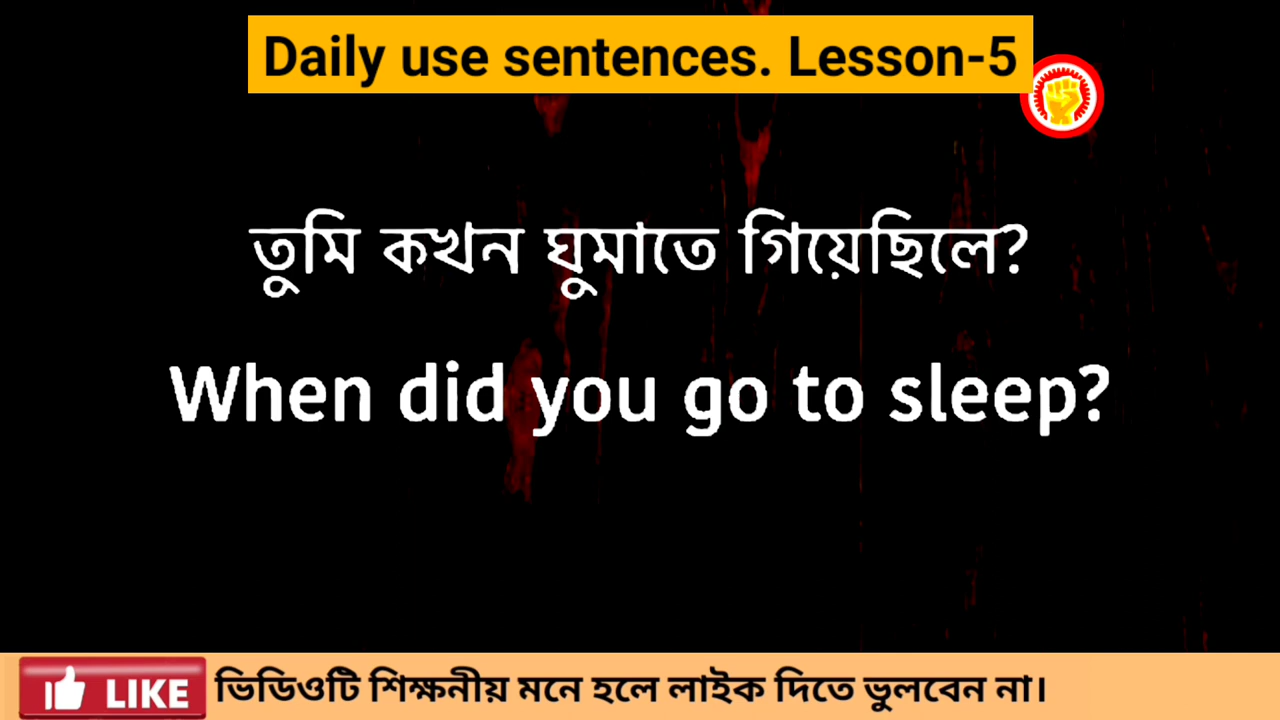 Daily use sentences. Lesson-5
তুমি কখন ঘুমাতে গিয়েছিলে?
When did you go to sleep?
LIKE ভিডিওটি শিক্ষনীয় মনে হলে লাইক দিতে ভুলবেন না।